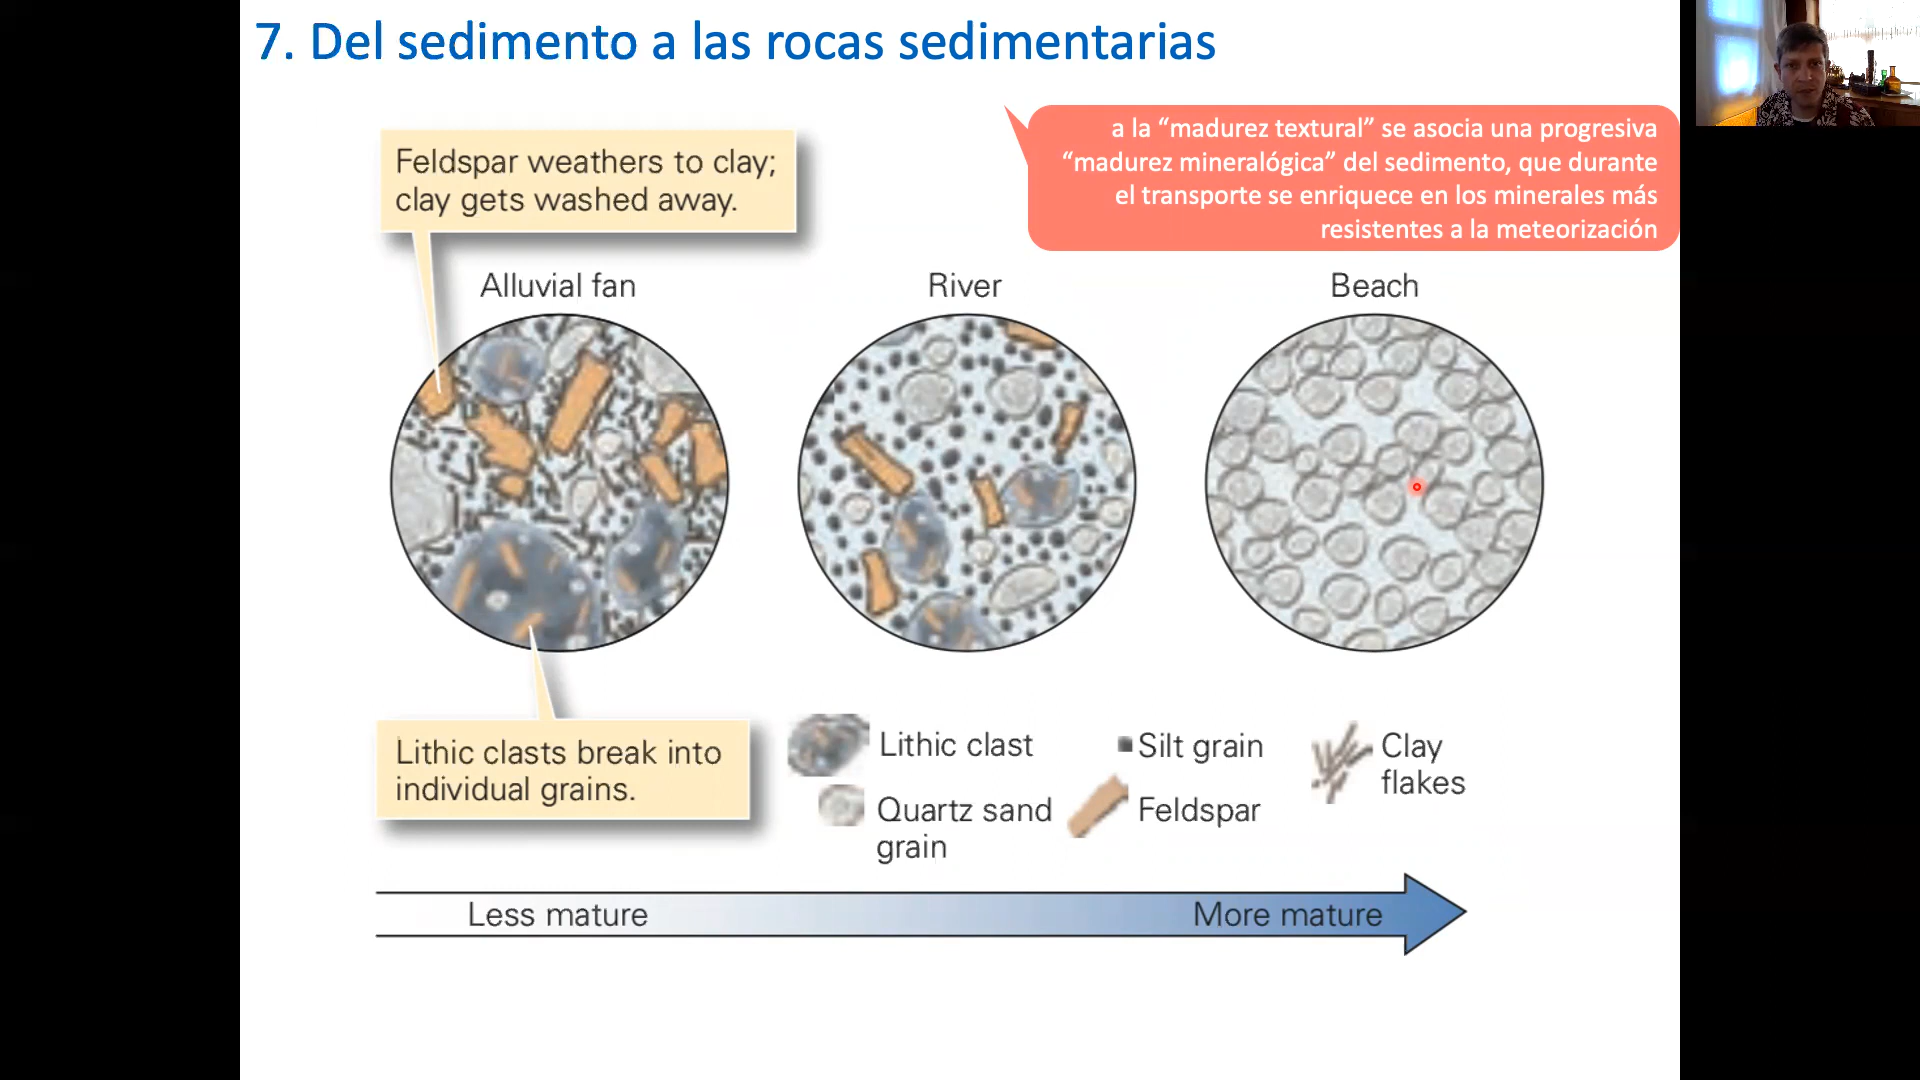 7. Del sedimento a las rocas sedimentarias
a la “madurez textural” se asocia una progresiva
“madurez mineralógica” del sedimento, que durante
el transporte se enriquece en los minerales más
resistentes a la meteorización
Feldspar weathers to clay;
clay gets washed away.
Alluvial fan
River
Beach
Lithic clasts break into
individual grains.
Lithic clast
Silt grain
Clay
flakes
Quartz sand
grain
Feldspar
Less mature
More mature